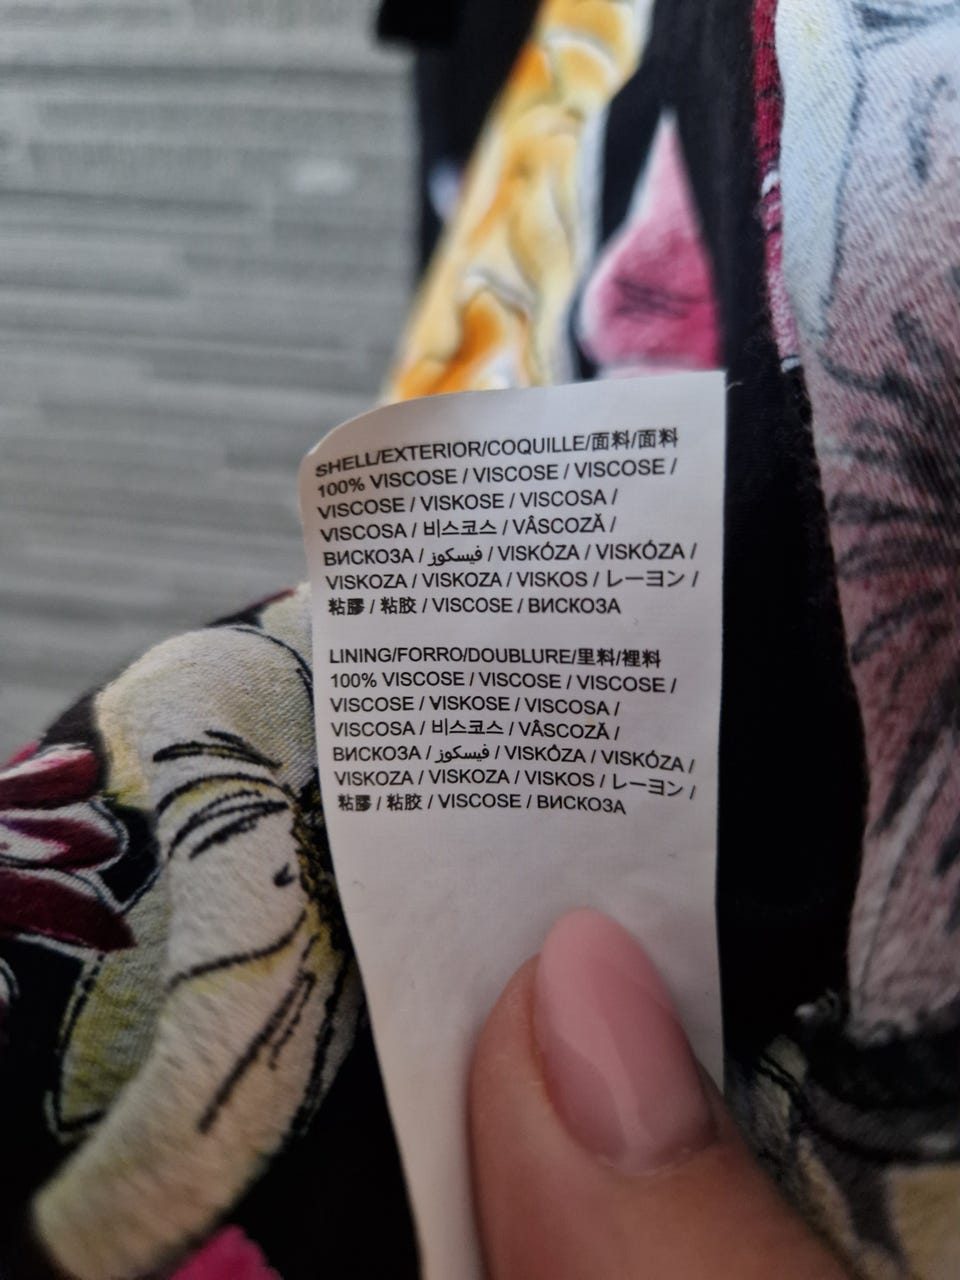 SHELL/EXTERIOR/COQUILLE/面料/面料
100% VISCOSE / VISCOSE / VISCOSE /
VISCOSE / VISKOSE / VISCOSA /
VISCOSA / 비스코스 / VÂSCOZĂ /
ВИСКОЗА / فيسكوز / VISKÓZA / VISKÓZA /
VISKOZA / VISKOZA / VISKOS / レーヨン /
粘膠 / 粘胶 / VISCOSE / ВИСКОЗА
LINING/FORRO/DOUBLURE/里料/裡料
100% VISCOSE / VISCOSE / VISCOSE /
VISCOSE / VISKOSE / VISCOSA /
VISCOSA / 비스코스 / VÂSCOZĂ /
ВИСКОЗА / فيسكوز / VISKÓZA / VISKÓZA /
VISKOZA / VISKOZA / VISKOS / レーヨン /
粘膠 / 粘胶 / VISCOSE / ВИСКОЗА